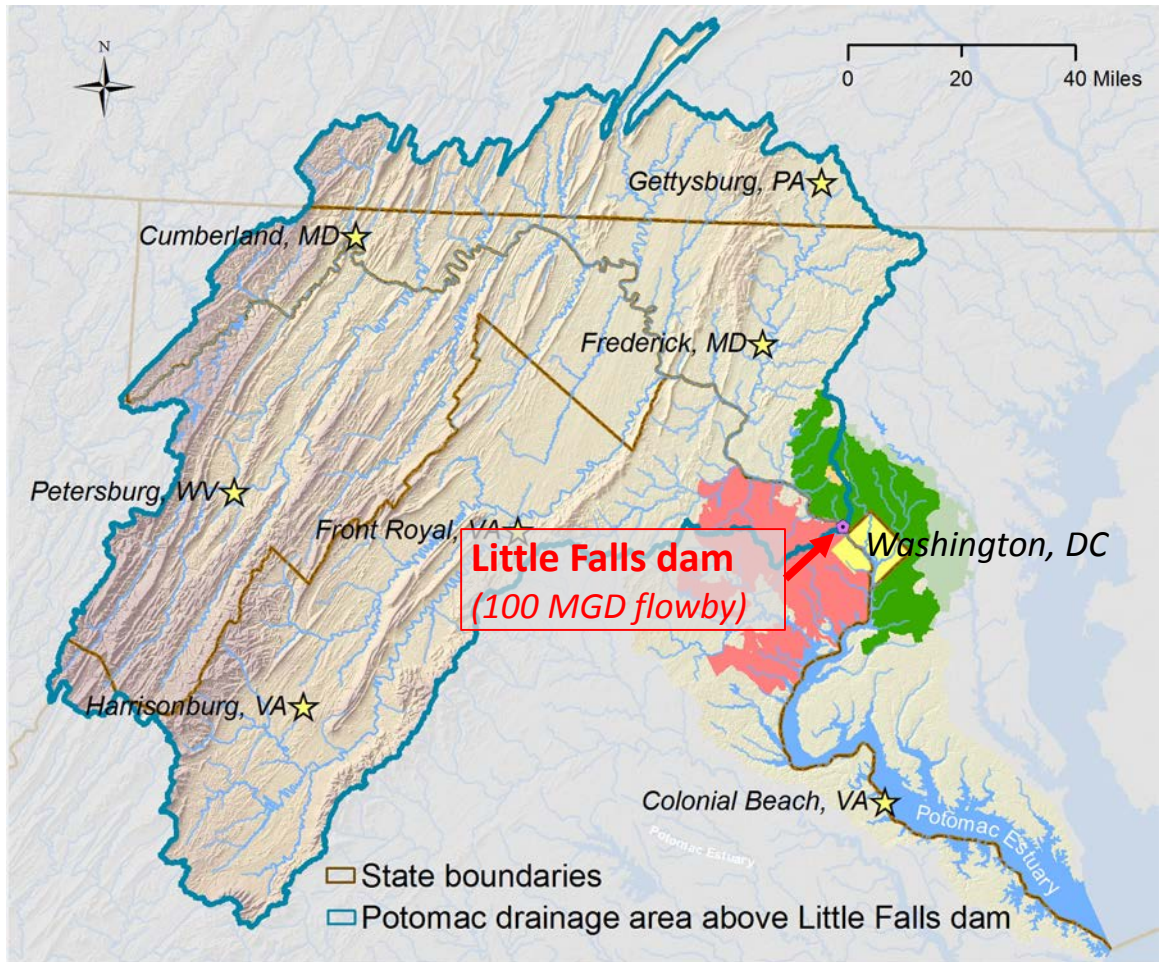 N
0 20 40 Miles
Gettysburg, PA
Cumberland, MD
Frederick, MD
Petersburg, WV
Front Royal, VA
Little Falls dam
(100 MGD flowby)
Washington, DC
Harrisonburg, VA
Colonial Beach, VA
Potomac Estuary
Potomac Estuary
State boundaries
Potomac drainage area above Little Falls dam